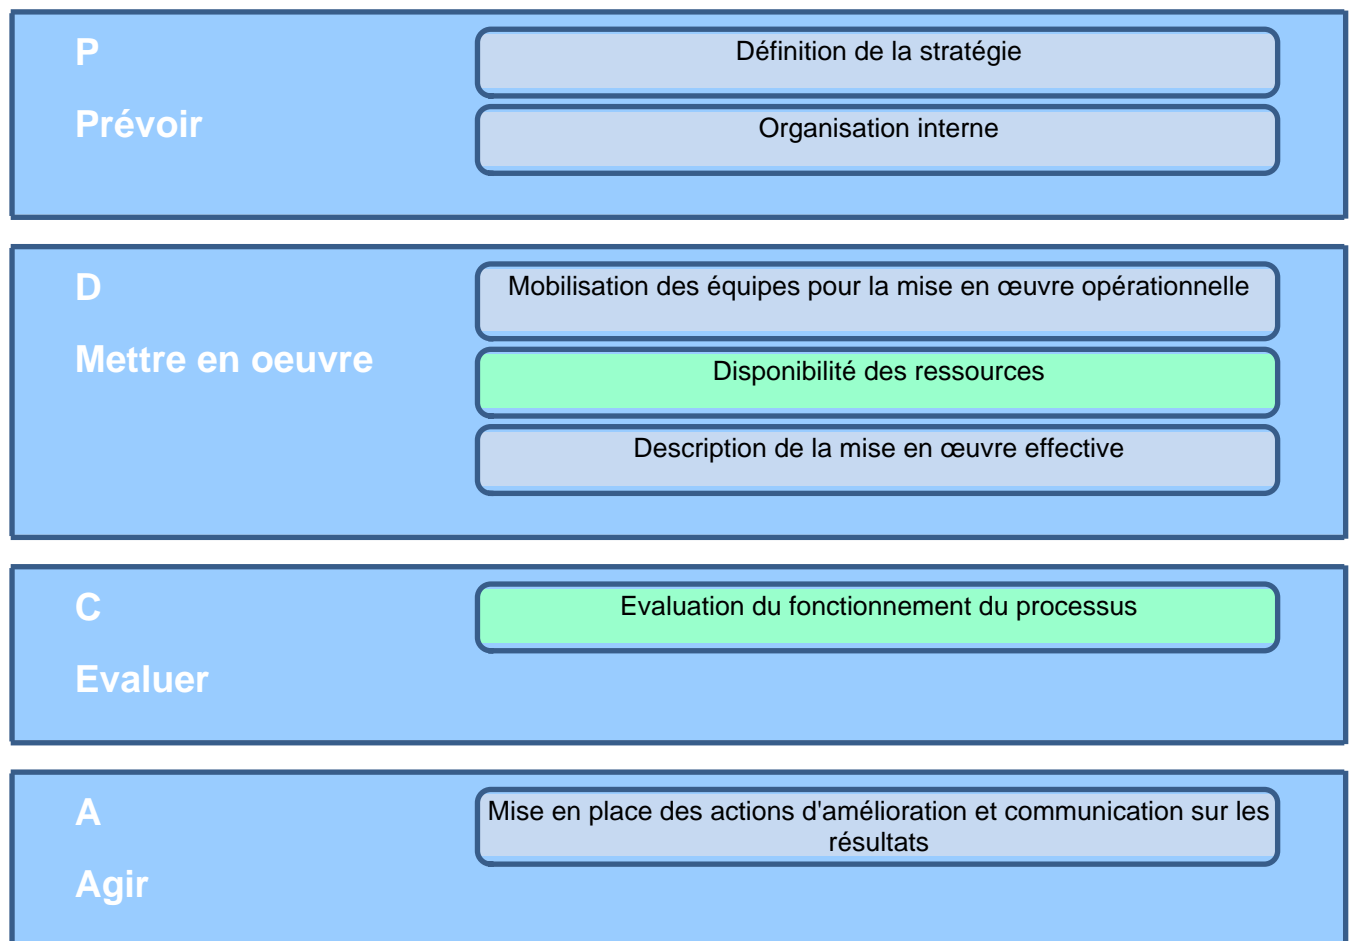 P
Définition de la stratégie
Prévoir
Organisation interne
D
Mobilisation des équipes pour la mise en œuvre opérationnelle
Mettre en oeuvre
Disponibilité des ressources
Description de la mise en œuvre effective
C
Evaluation du fonctionnement du processus
Evaluer
A
Mise en place des actions d'amélioration et communication sur les
résultats
Agir